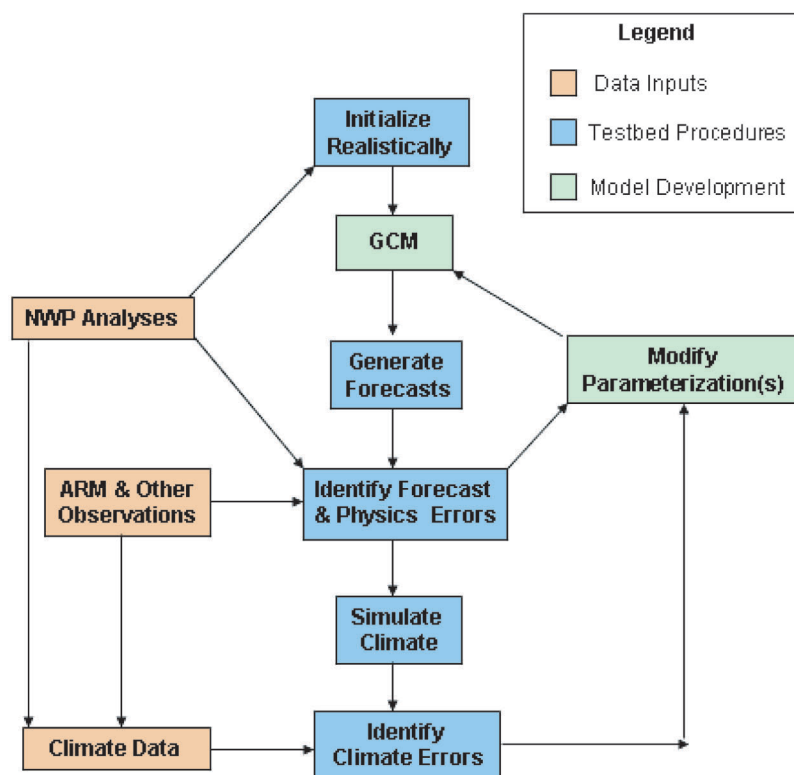 Legend
Data Inputs
Testbed Procedures
Model Development
Initialize
Realistically
GCM
NWP Analyses
Generate
Forecasts
Modify
Parameterization(s)
ARM & Other
Observations
Identify Forecast
& Physics Errors
Simulate
Climate
Climate Data
Identify
Climate Errors